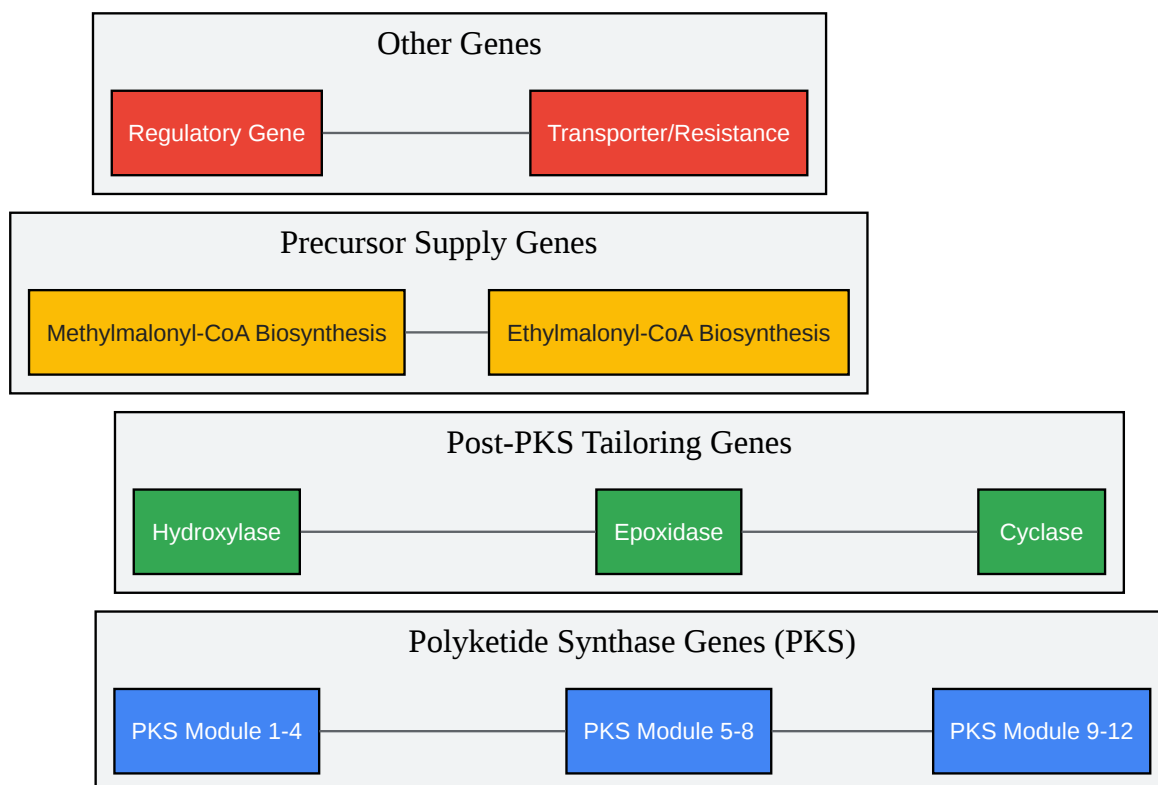 Other Genes
Regulatory Gene
Transporter/Resistance
Precursor Supply Genes
Methylmalonyl-CoA Biosynthesis
Ethylmalonyl-CoA Biosynthesis
Post-PKS Tailoring Genes
Hydroxylase
Epoxidase
Cyclase
Polyketide Synthase Genes (PKS)
PKS Module 1-4
PKS Module 5-8
PKS Module 9-12